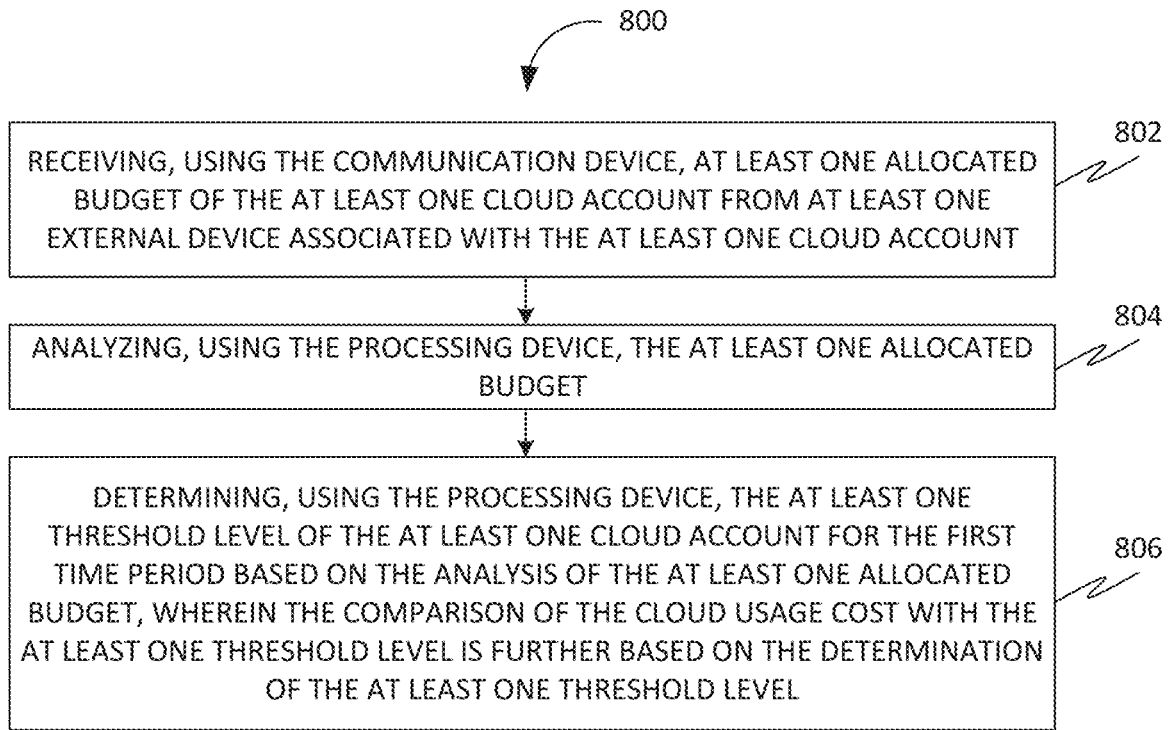 800
802
RECEIVING, USING THE COMMUNICATION DEVICE, AT LEAST ONE ALLOCATED
BUDGET OF THE AT LEAST ONE CLOUD ACCOUNT FROM AT LEAST ONE
EXTERNAL DEVICE ASSOCIATED WITH THE AT LEAST ONE CLOUD ACCOUNT
804
ANALYZING, USING THE PROCESSING DEVICE, THE AT LEAST ONE ALLOCATED
BUDGET
DETERMINING, USING THE PROCESSING DEVICE, THE AT LEAST ONE
THRESHOLD LEVEL OF THE AT LEAST ONE CLOUD ACCOUNT FOR THE FIRST
TIME PERIOD BASED ON THE ANALYSIS OF THE AT LEAST ONE ALLOCATED
BUDGET, WHEREIN THE COMPARISON OF THE CLOUD USAGE COST WITH THE
AT LEAST ONE THRESHOLD LEVEL IS FURTHER BASED ON THE DETERMINATION
OF THE AT LEAST ONE THRESHOLD LEVEL
806